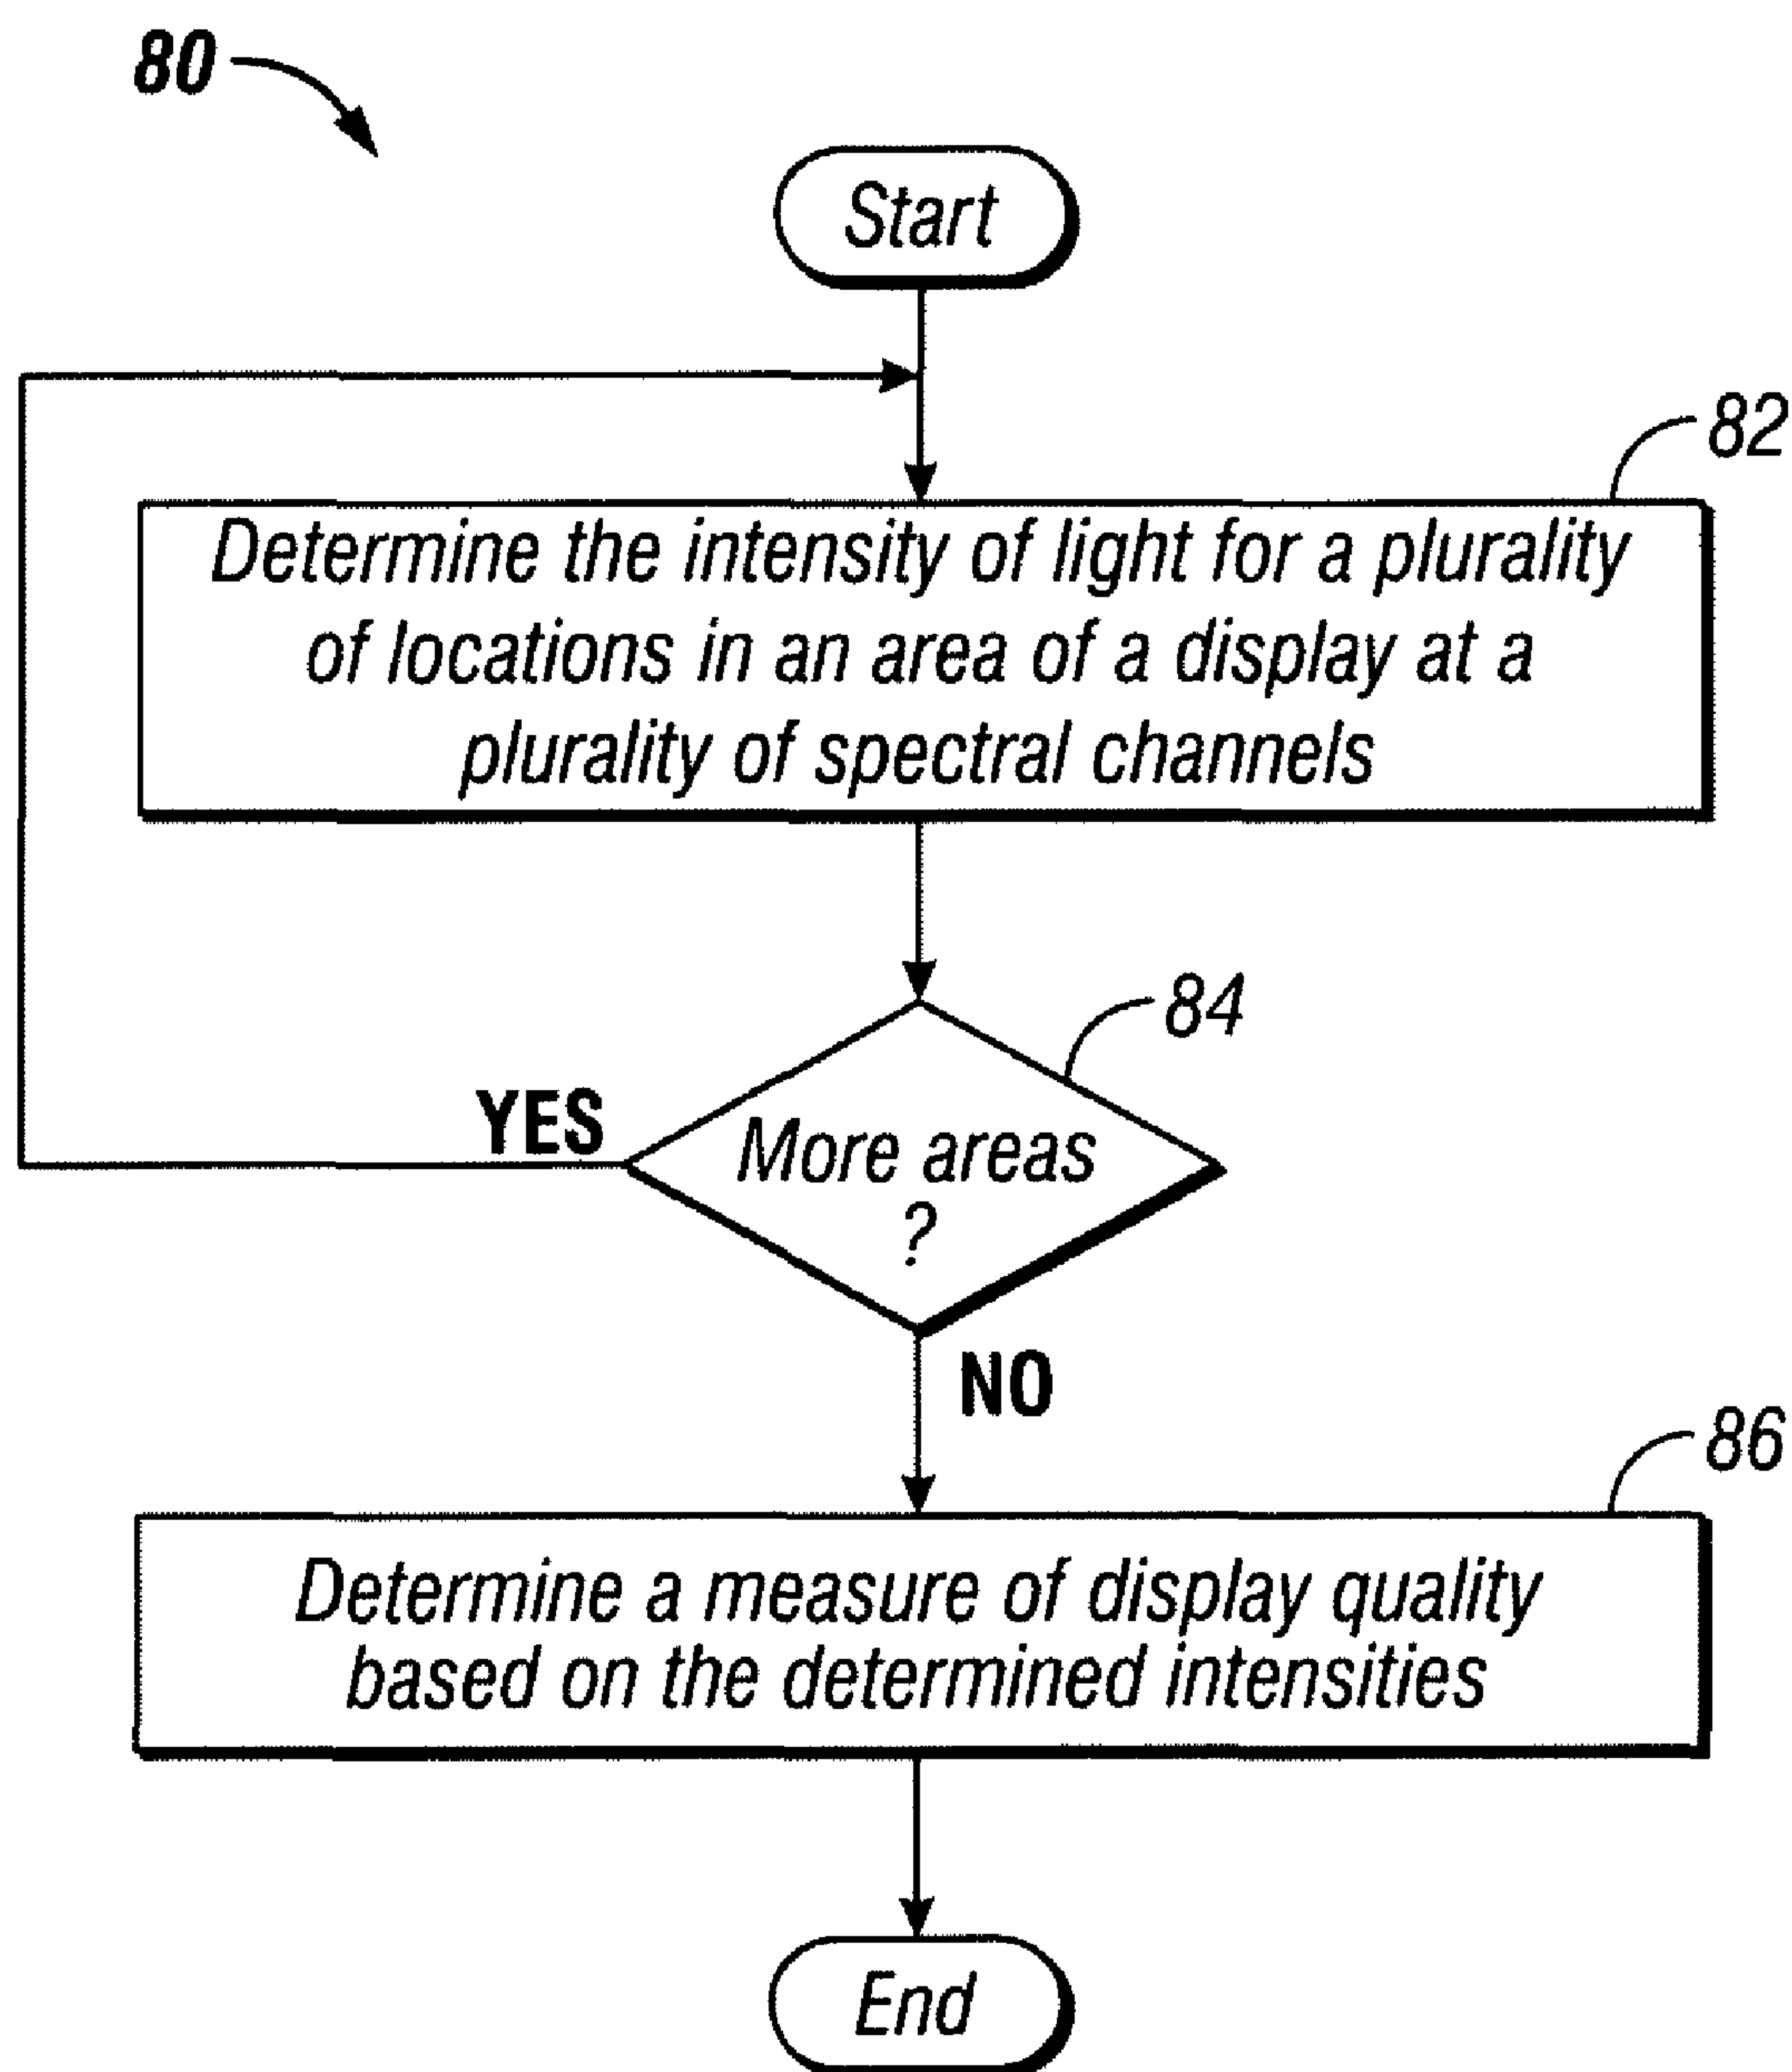 80
Start
82
Determine the intensity of light for a plurality
of locations in an area of a display at a
plurality of spectral channels
84
YES
More areas
?
NO
86
Determine a measure of display quality
based on the determined intensities
End